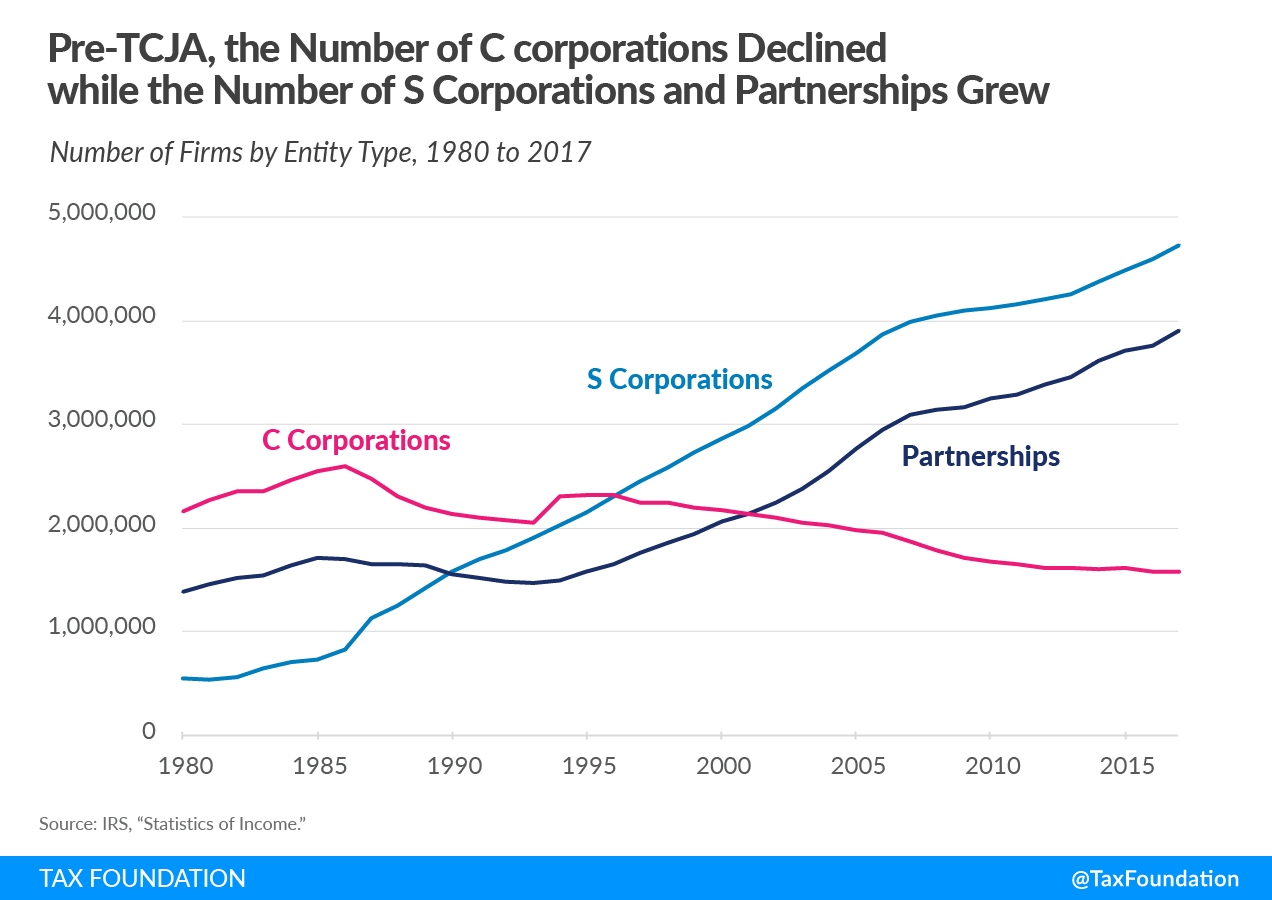 Pre-TCJA, the Number of C corporations Declined
while the Number of S Corporations and Partnerships Grew
Number of Firms by Entity Type, 1980 to 2017
5,000,000
4,000,000
S Corporations
3,000,000
C Corporations
Partnerships
2,000,000
1,000,000
0
1980 1985 1990 1995 2000 2005 2010 2015
Source: IRS, “Statistics of Income.”
TAX FOUNDATION @TaxFoundation